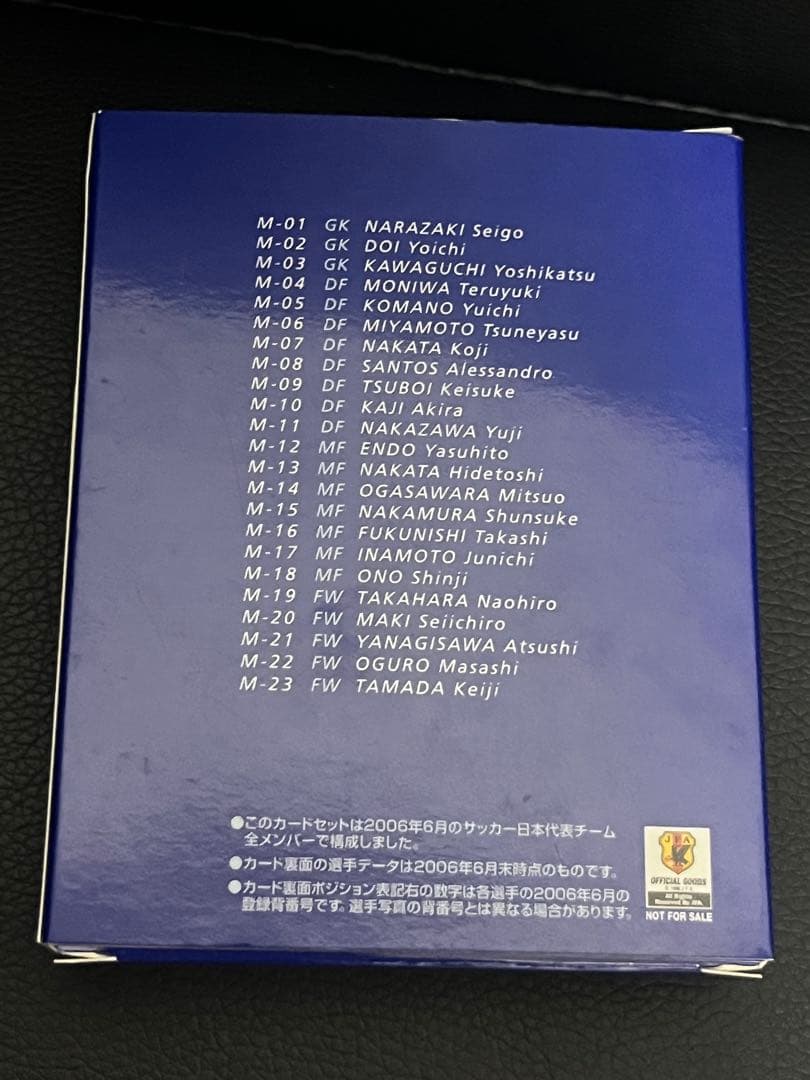 M-01 GK NARAZAKI Seigo
M-02 GK DOI Yoichi
M-03 GK KAWAGUCHI Yoshikatsu
M-04 DF MONIWA Teruyuki
M-05 DF KOMANO Yuichi
M-06 DF MIYAMOTO Tsuneyasu
M-07 DF NAKATA Koji
M-08 DF SANTOS Alessandro
M-09 DF TSUBOI Keisuke
M-10 DF KAJI Akira
M-11 DF NAKAZAWA Yuji
M-12 MF ENDO Yasuhito
M-13 MF NAKATA Hidetoshi
M-14 MF OGASAWARA Mitsuo
M-15 MF NAKAMURA Shunsuke
M-16 MF FUKUNISHI Takashi
M-17 MF INAMOTO Junichi
M-18 MF ONO Shinji
M-19 FW TAKAHARA Naohiro
M-20 FW MAKI Seiichiro
M-21 FW YANAGISAWA Atsushi
M-22 FW OGURO Masashi
M-23 FW TAMADA Keiji
●このカードセットは2006年6月のサッカー日本代表チーム
全メンバーで構成しました。
●カード裏面の選手データは2006年6月末時点のものです。
●カード裏面ポジション表記右の数字は各選手の2006年6月の
登録背番号です。選手写真の背番号とは異なる場合があります。
JFA
OFFICIAL GOODS
All Rights
Reserved By JFA.
NOT FOR SALE